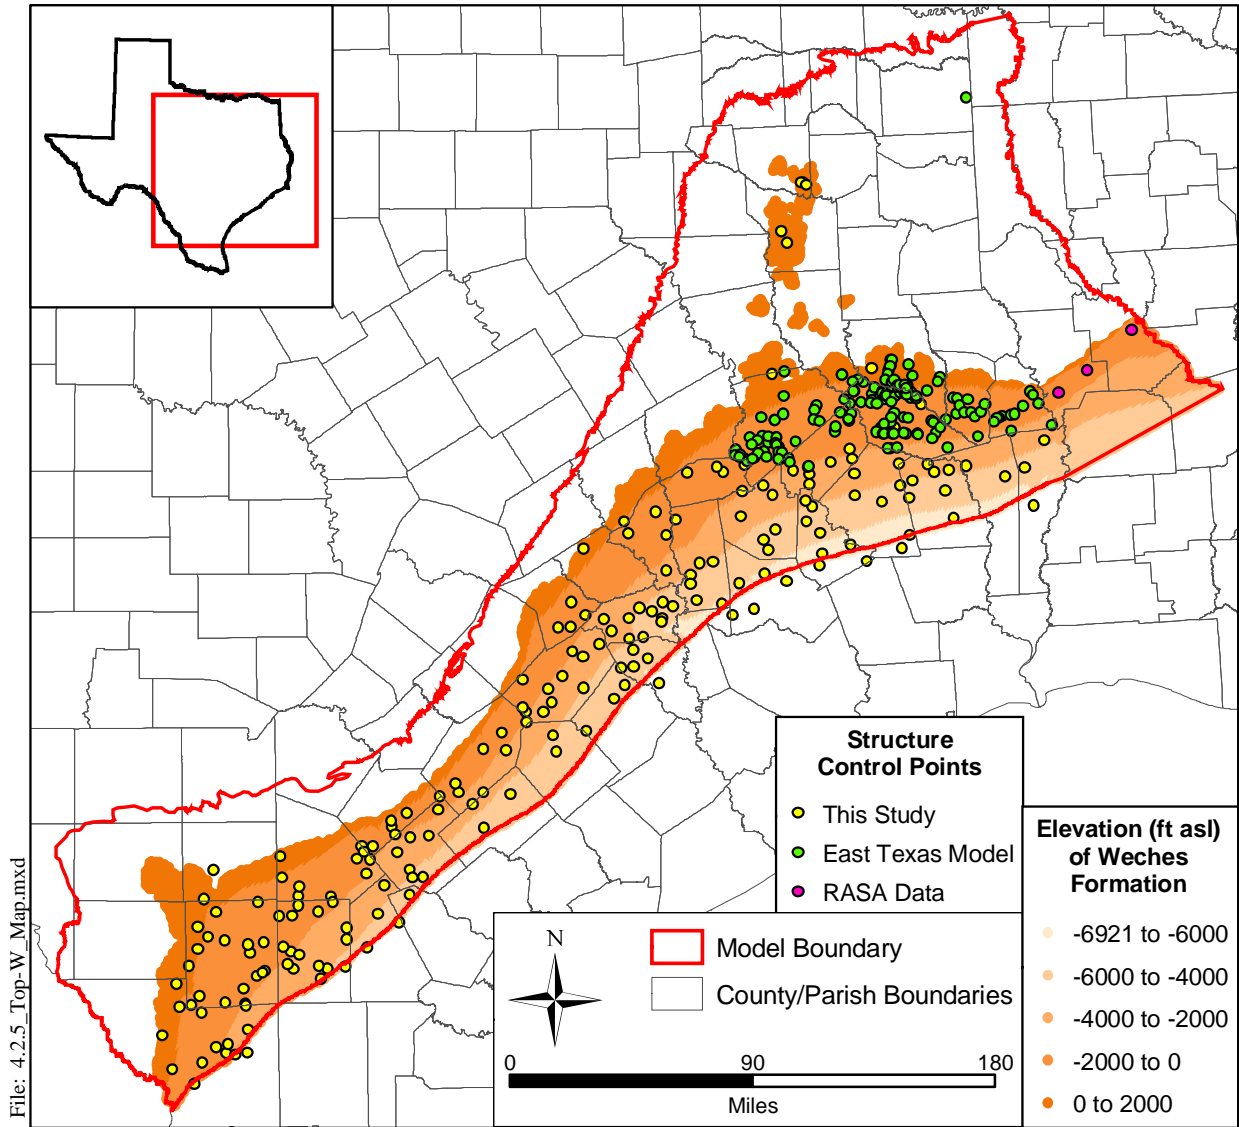 Structure
Control Points
This Study
East Texas Model
RASA Data
Elevation (ft asl)
of Weches
Formation
-6921 to -6000
-6000 to -4000
-4000 to -2000
-2000 to 0
0 to 2000
N
Model Boundary
County/Parish Boundaries
0 90 180
Miles
File: 4.2.5_Top-W_Map.mxd